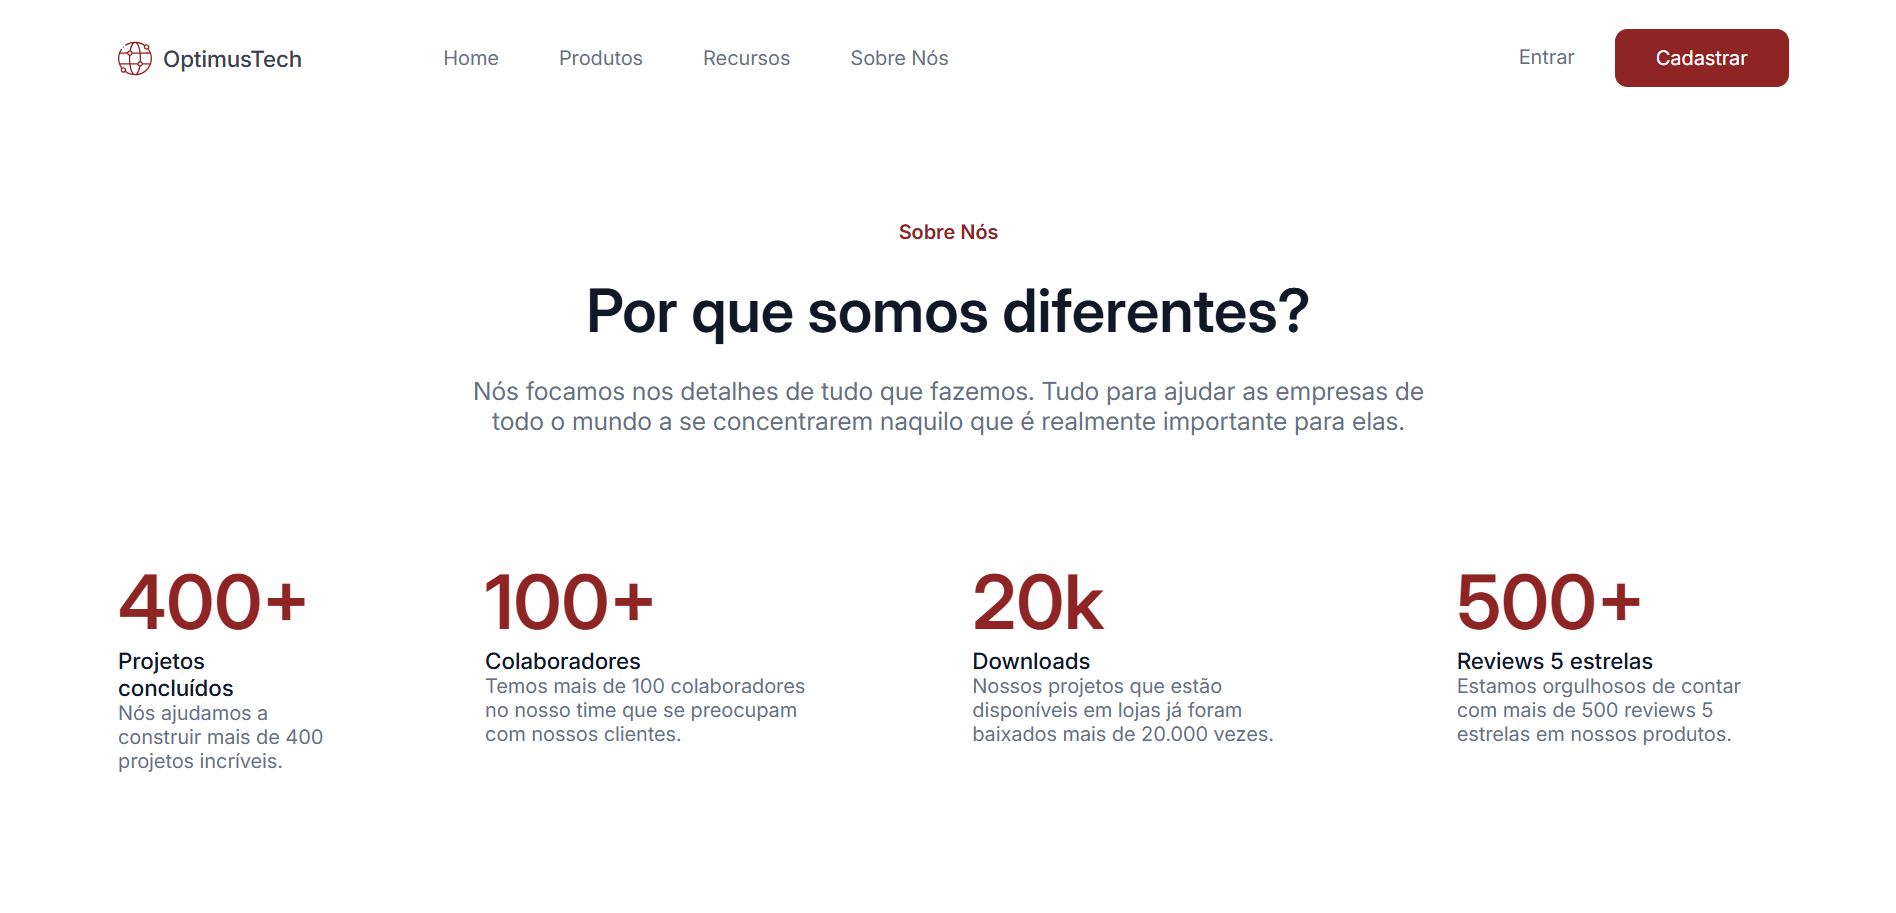 OptimusTech
Home
Produtos
Recursos
Sobre Nós
Entrar
Cadastrar
Sobre Nós
Por que somos diferentes?
Nós focamos nos detalhes de tudo que fazemos. Tudo para ajudar as empresas de
todo o mundo a se concentrarem naquilo que é realmente importante para elas.
400+
Projetos
concluídos
Nós ajudamos a
construir mais de 400
projetos incríveis.
100+
Colaboradores
Temos mais de 100 colaboradores
no nosso time que se preocupam
com nossos clientes.
20k
Downloads
Nossos projetos que estão
disponíveis em lojas já foram
baixados mais de 20.000 vezes.
500+
Reviews 5 estrelas
Estamos orgulhosos de contar
com mais de 500 reviews 5
estrelas em nossos produtos.